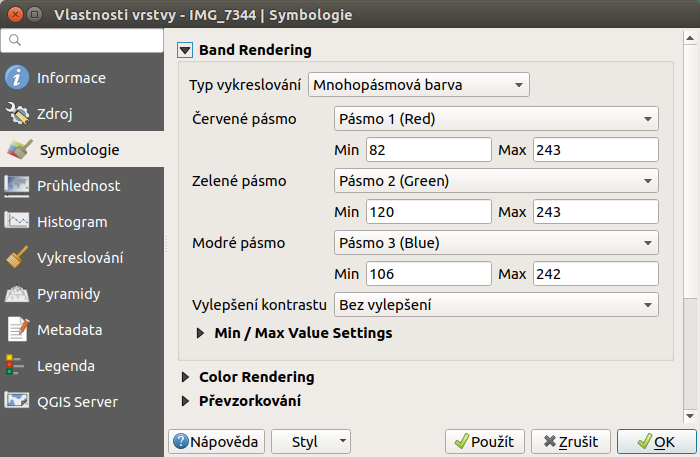 Vlastnosti vrstvy - IMG_7344 | Symbologie
Informace
Zdroj
Symbologie
Průhlednost
Histogram
Vykreslování
Pyramidy
Metadata
Legenda
QGIS Server
Band Rendering
Typ vykreslování Mnohopásmová barva
Červené pásmo Pásmo 1 (Red)
Min 82 Max 243
Zelené pásmo Pásmo 2 (Green)
Min 120 Max 243
Modré pásmo Pásmo 3 (Blue)
Min 106 Max 242
Vylepšení kontrastu Bez vylepšení
Min / Max Value Settings
Color Rendering
Převzorkování
Nápověda Styl Použít Zrušit OK